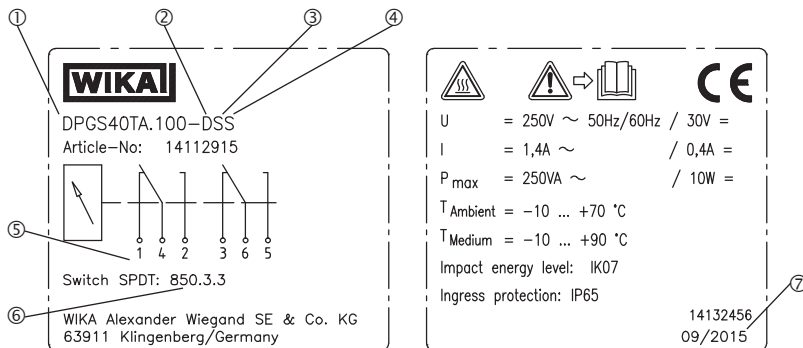 ① ② ③ ④
WIKA
DPGS40TA.100-DSS
Article-No: 14112915
⑤ 1 4 2 3 6 5
Switch SPDT: 850.3.3
⑥
WIKA Alexander Wiegand SE & Co. KG
63911 Klingenberg/Germany
CE
U = 250V ~ 50Hz/60Hz / 30V =
I = 1,4A ~ / 0,4A =
P max = 250VA ~ / 10W =
T Ambient = -10 ... +70 °C
T Medium = -10 ... +90 °C
Impact energy level: IK07
Ingress protection: IP65
⑦
14132456
09/2015